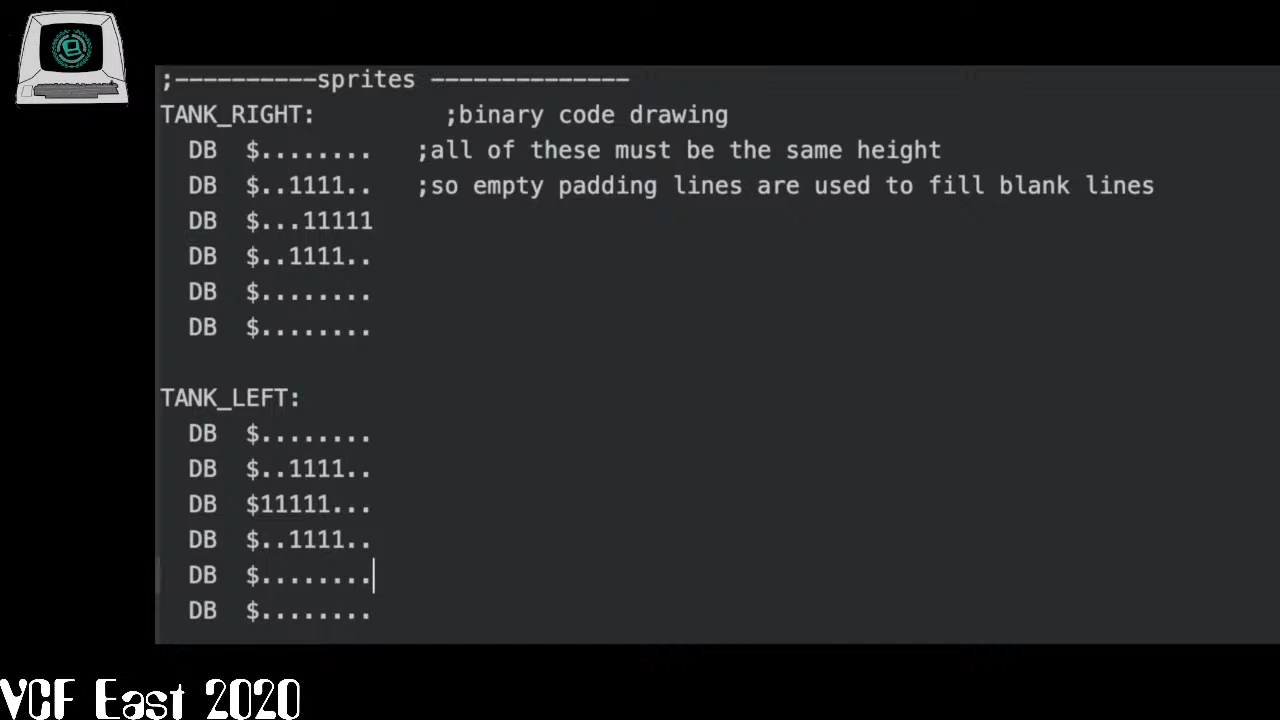 ;----------sprites --------------
TANK_RIGHT: ;binary code drawing
DB $........ ;all of these must be the same height
DB $..1111.. ;so empty padding lines are used to fill blank lines
DB $...11111
DB $..1111..
DB $........
DB $........
TANK_LEFT:
DB $........
DB $..1111..
DB $11111...
DB $..1111..
DB $........
DB $........
VCF East 2020